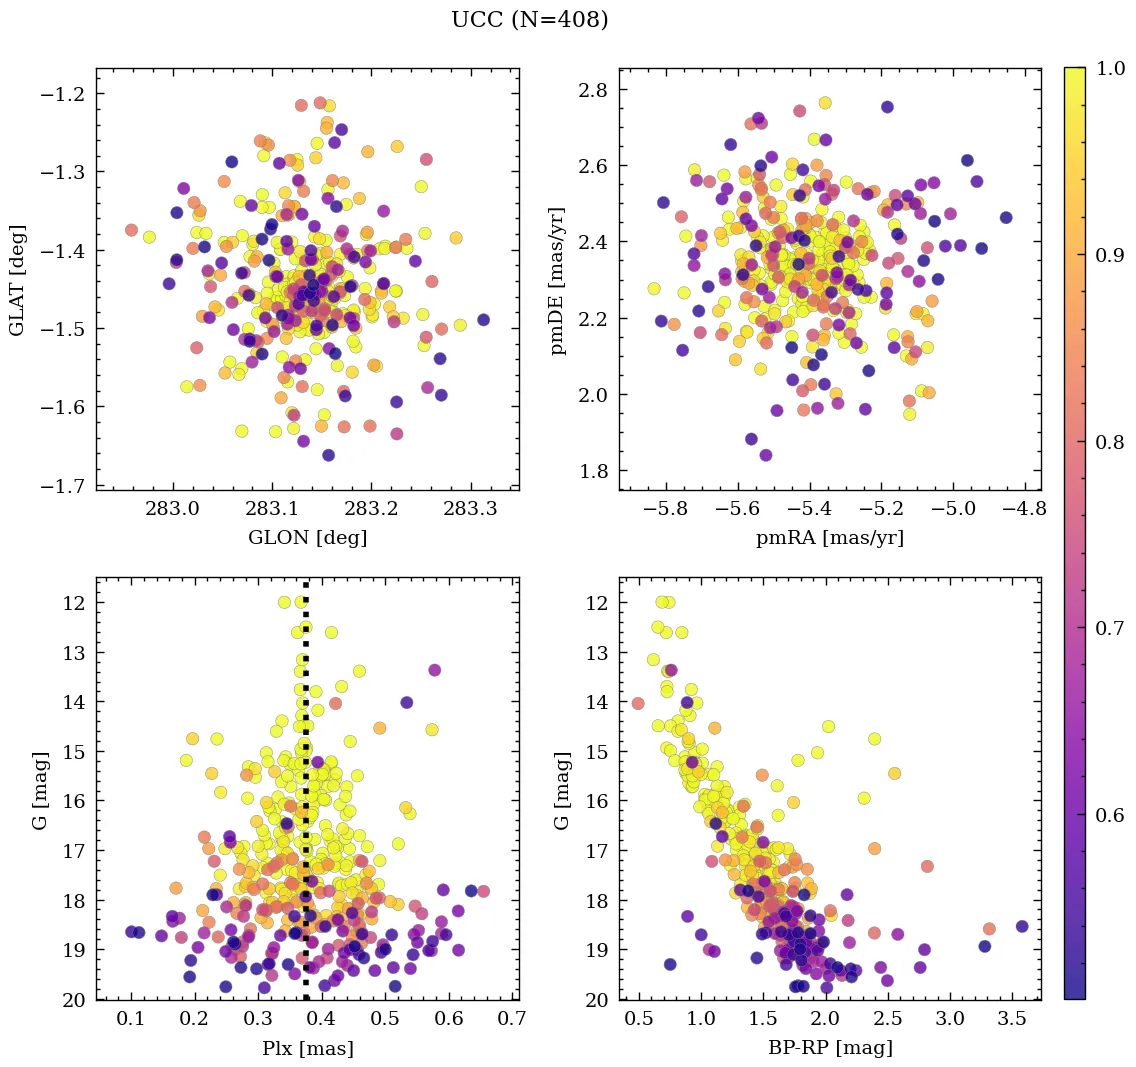 UCC (N=408)
−1.2
−1.3
−1.4
−1.5
−1.6
−1.7
GLAT [deg]
283.0 283.1 283.2 283.3
GLON [deg]
2.8
2.6
2.4
2.2
2.0
1.8
pmDE [mas/yr]
−5.8 −5.6 −5.4 −5.2 −5.0 −4.8
pmRA [mas/yr]
12
13
14
15
16
17
18
19
20
G [mag]
0.1 0.2 0.3 0.4 0.5 0.6 0.7
Plx [mas]
12
13
14
15
16
17
18
19
20
G [mag]
0.5 1.0 1.5 2.0 2.5 3.0 3.5
BP-RP [mag]
1.0
0.9
0.8
0.7
0.6